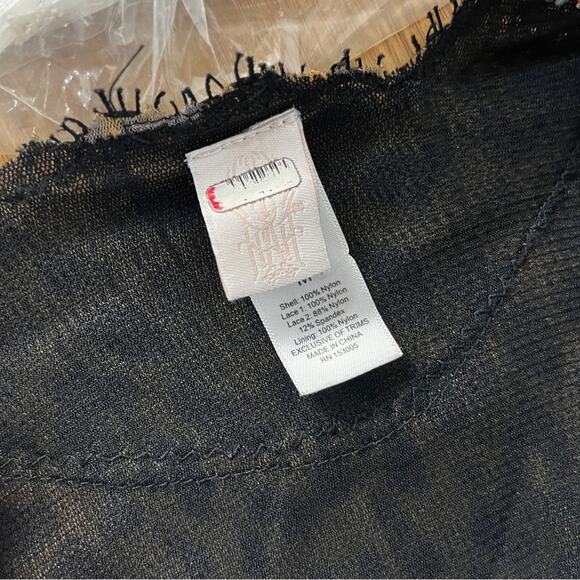 Shell: 100% Nylon
Lace 1: 100% Nylon
Lace 2: 88% Nylon
12% Spandex
Lining: 100% Nylon
EXCLUSIVE OF TRIMS
MADE IN CHINA
RN 153005